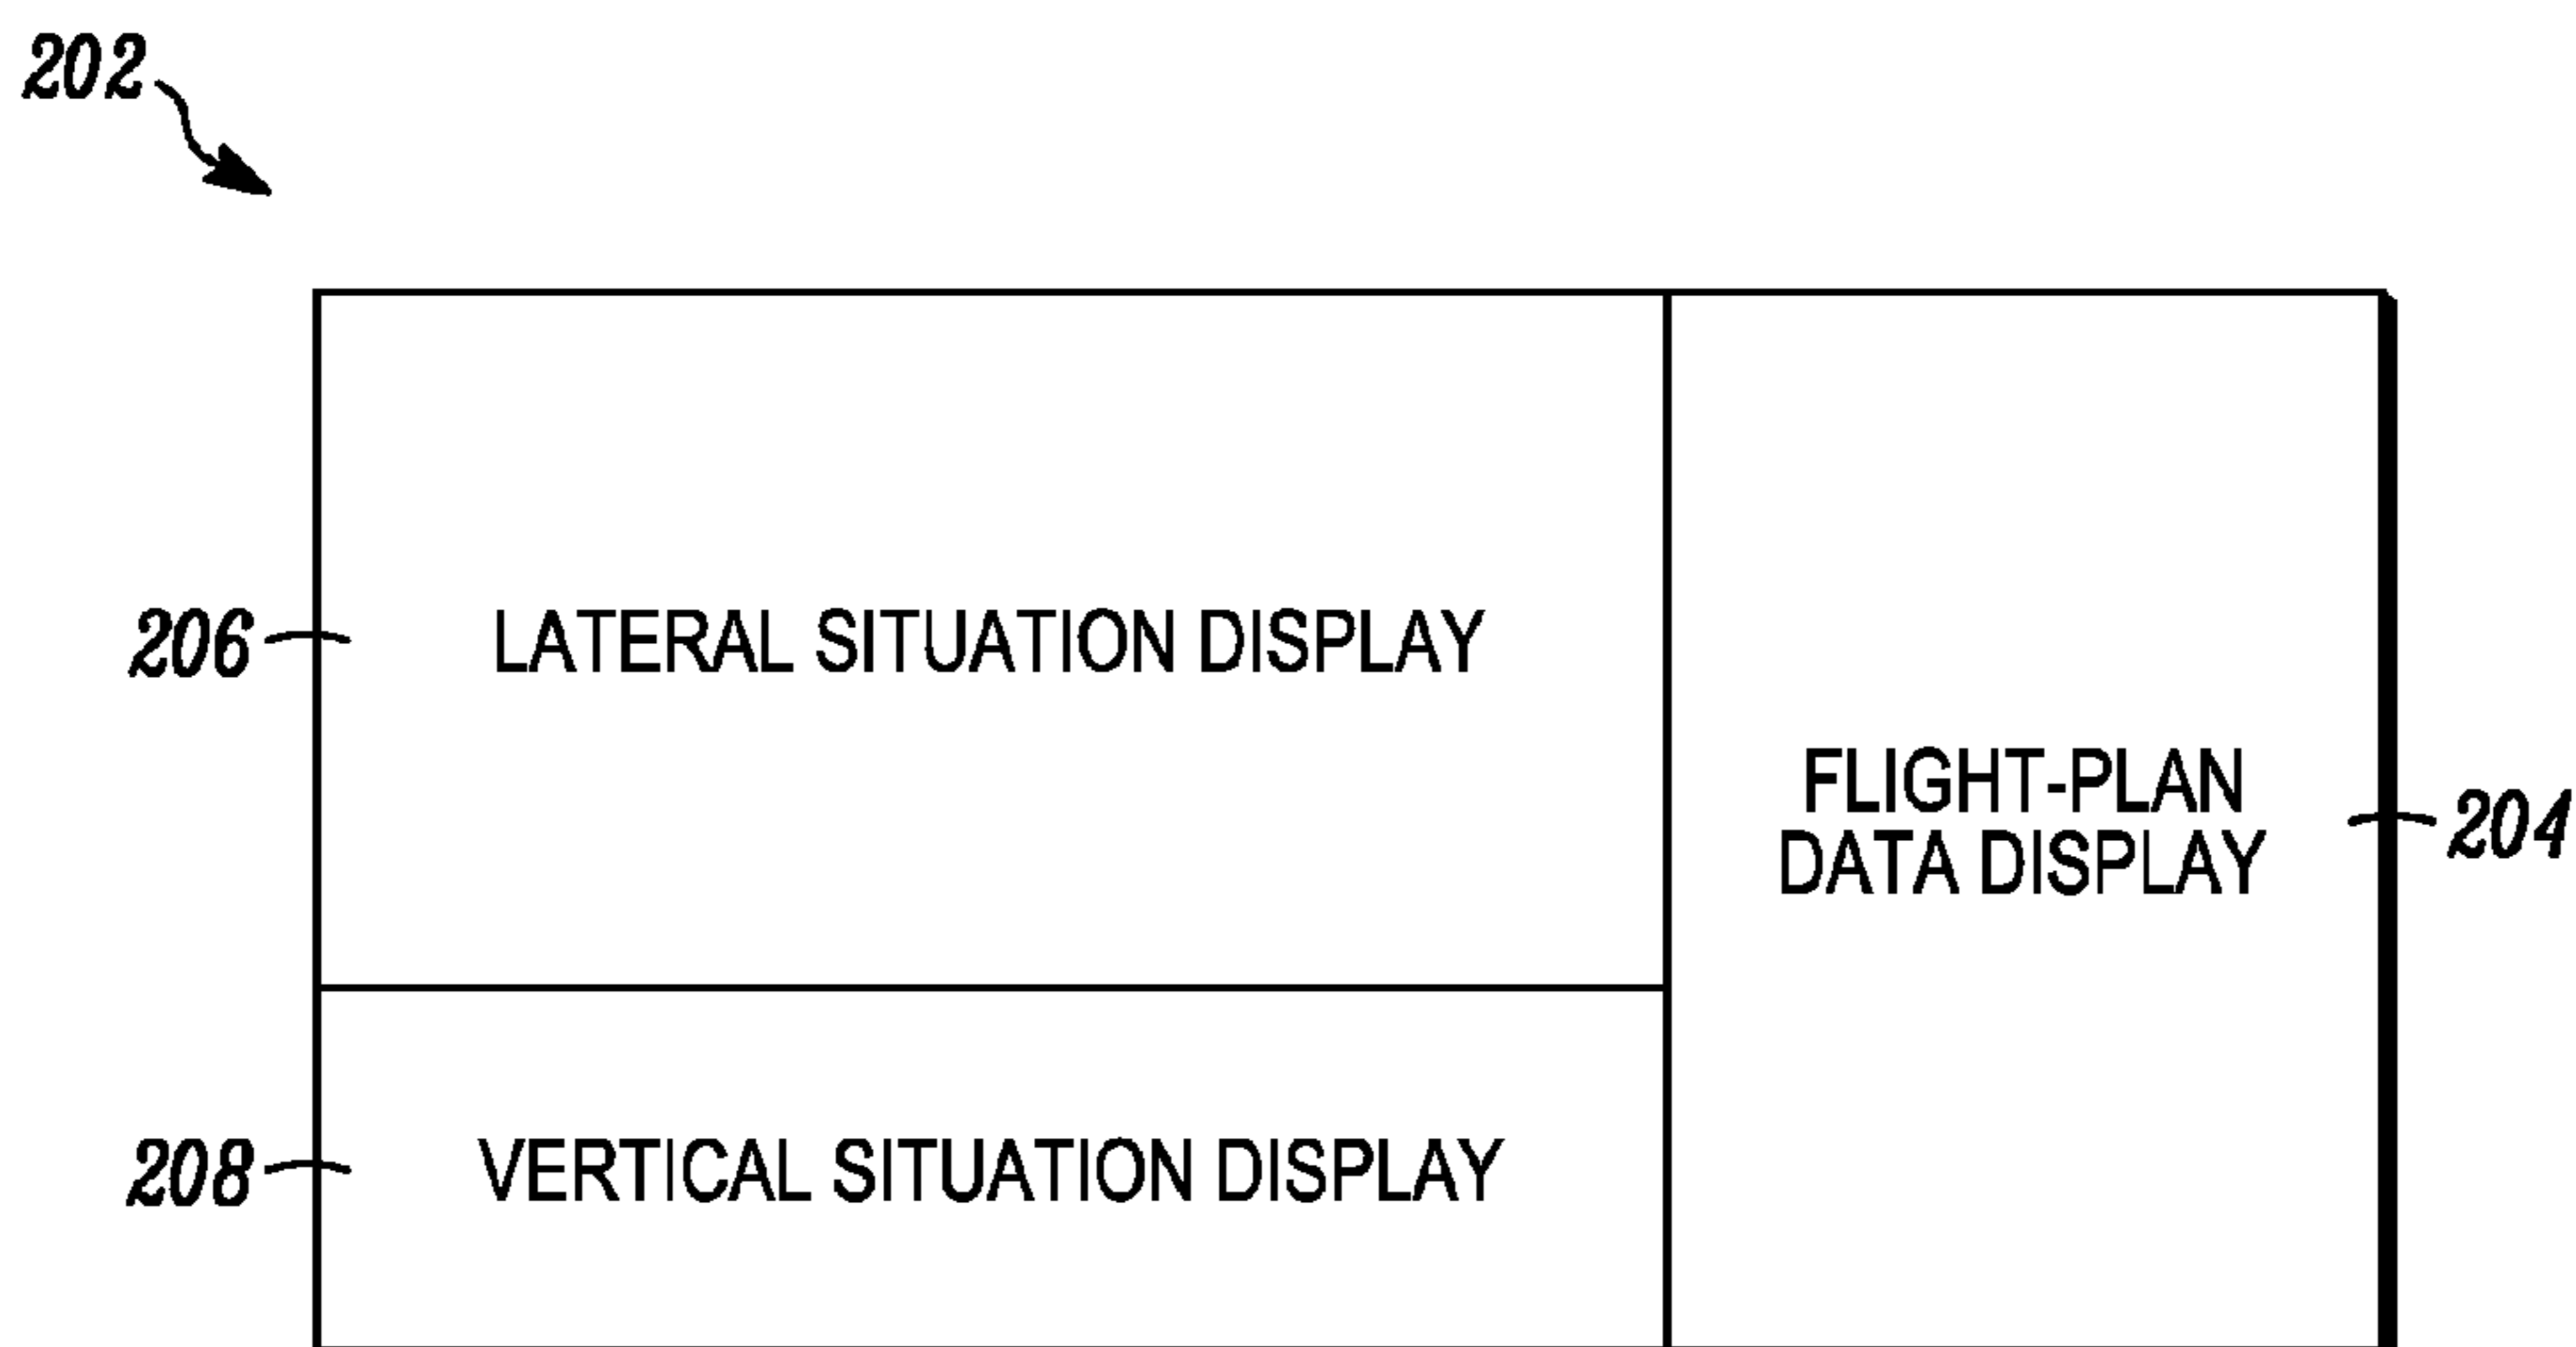 202
206
LATERAL SITUATION DISPLAY
FLIGHT-PLAN
DATA DISPLAY
204
208
VERTICAL SITUATION DISPLAY